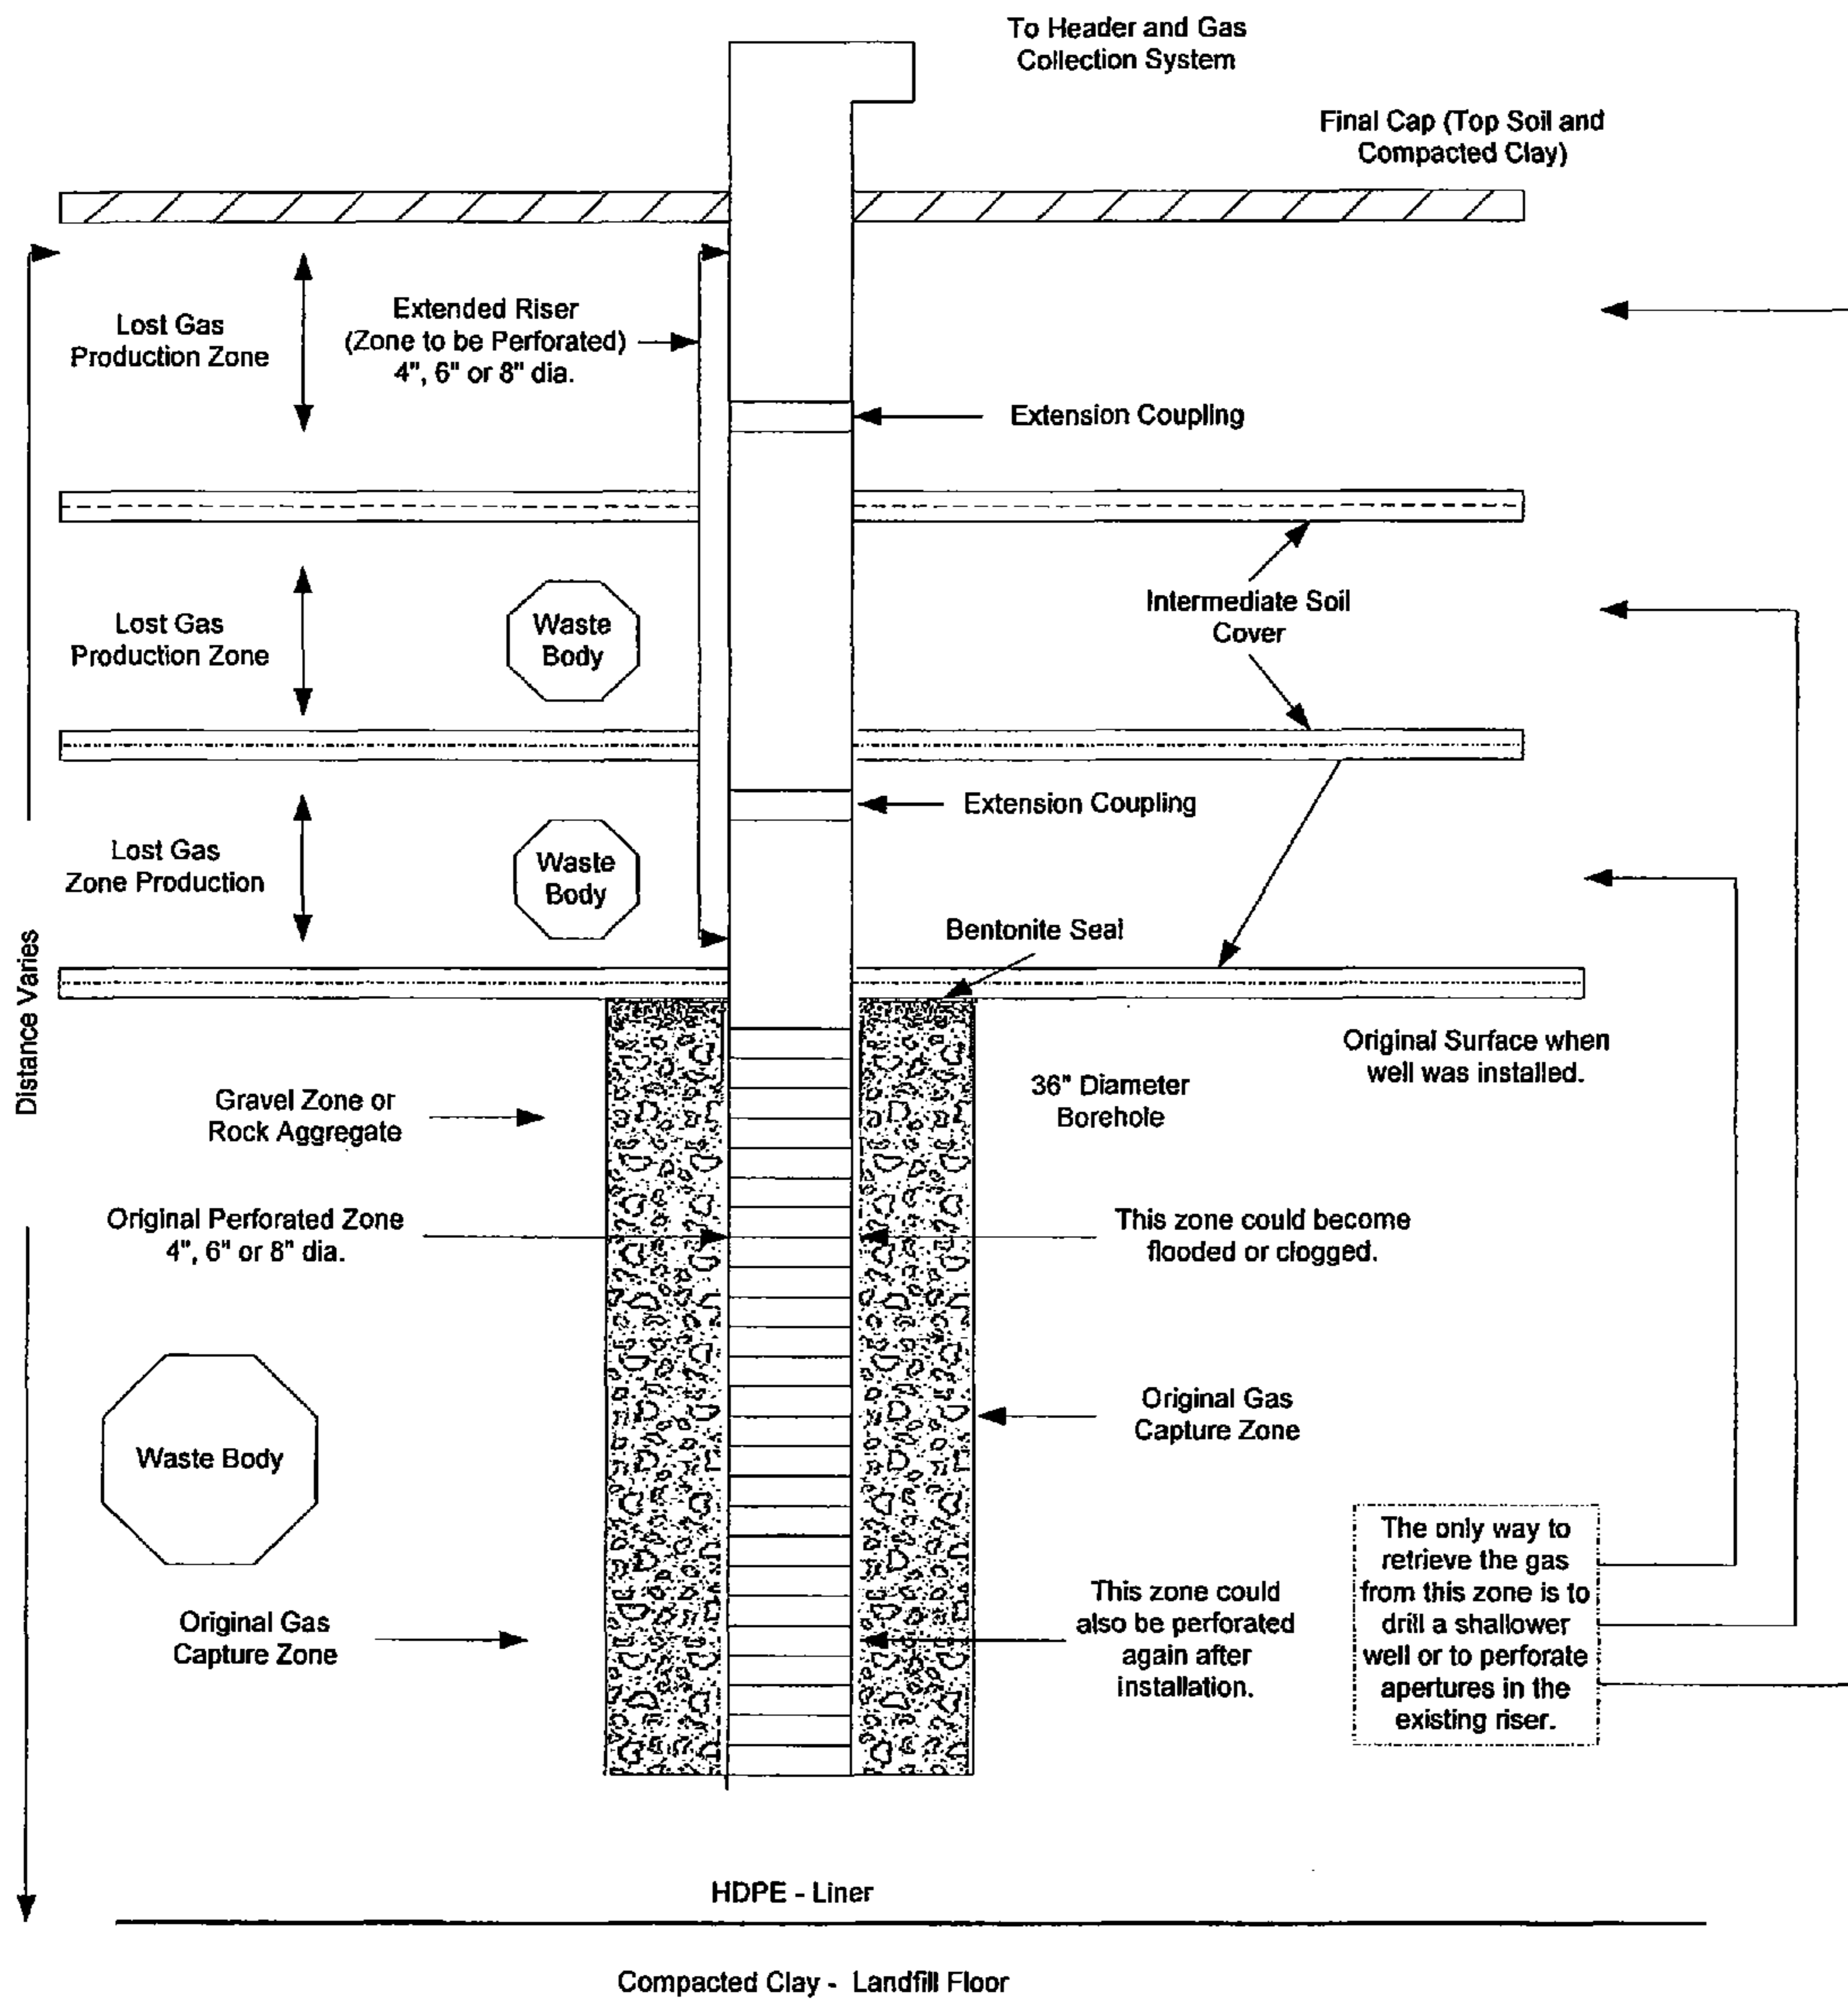 To Header and Gas
Collection System
Final Cap (Top Soil and
Compacted Clay)
Lost Gas
Production Zone
Extended Riser
(Zone to be Perforated)
4", 6" or 8" dia.
Extension Coupling
Lost Gas
Production Zone
Waste
Body
Intermediate Soil
Cover
Extension Coupling
Lost Gas
Zone Production
Waste
Body
Bentonite Seal
Distance Varies
Original Surface when
well was installed.
Gravel Zone or
Rock Aggregate
36" Diameter
Borehole
Original Perforated Zone
4", 6" or 8" dia.
This zone could become
flooded or clogged.
Original Gas
Capture Zone
Waste Body
The only way to
retrieve the gas
from this zone is to
drill a shallower
well or to perforate
apertures in the
existing riser.
This zone could
also be perforated
again after
installation.
Original Gas
Capture Zone
HDPE - Liner
Compacted Clay - Landfill Floor